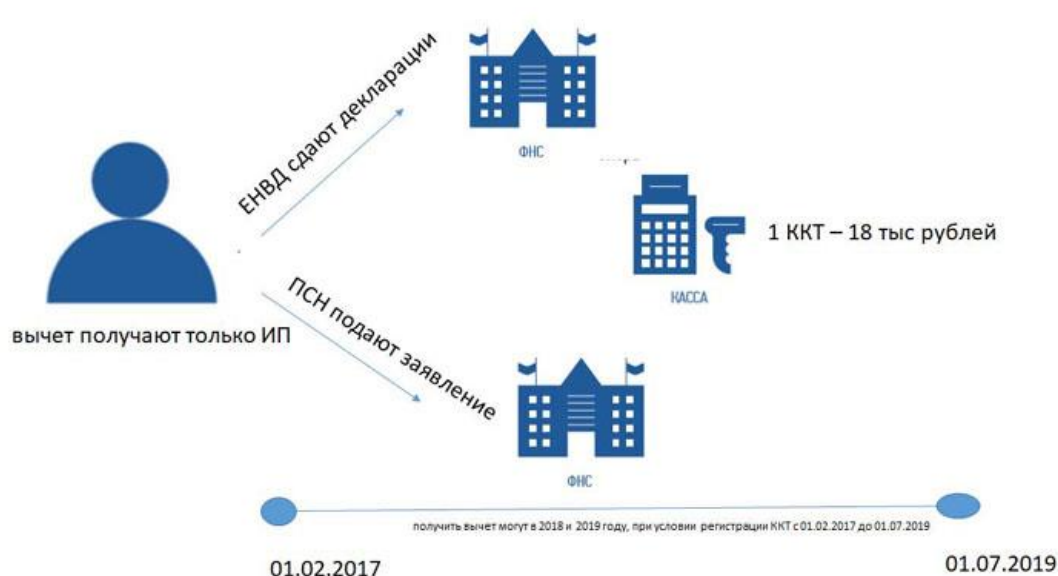 ЕНВД сдают декларации
ФНС
1 ККТ – 18 тыс рублей
КАССА
вычет получают только ИП
ПСН подают заявление
ФНС
получить вычет могут в 2018 и 2019 году, при условии регистрации ККТ с 01.02.2017 до 01.07.2019
01.02.2017
01.07.2019